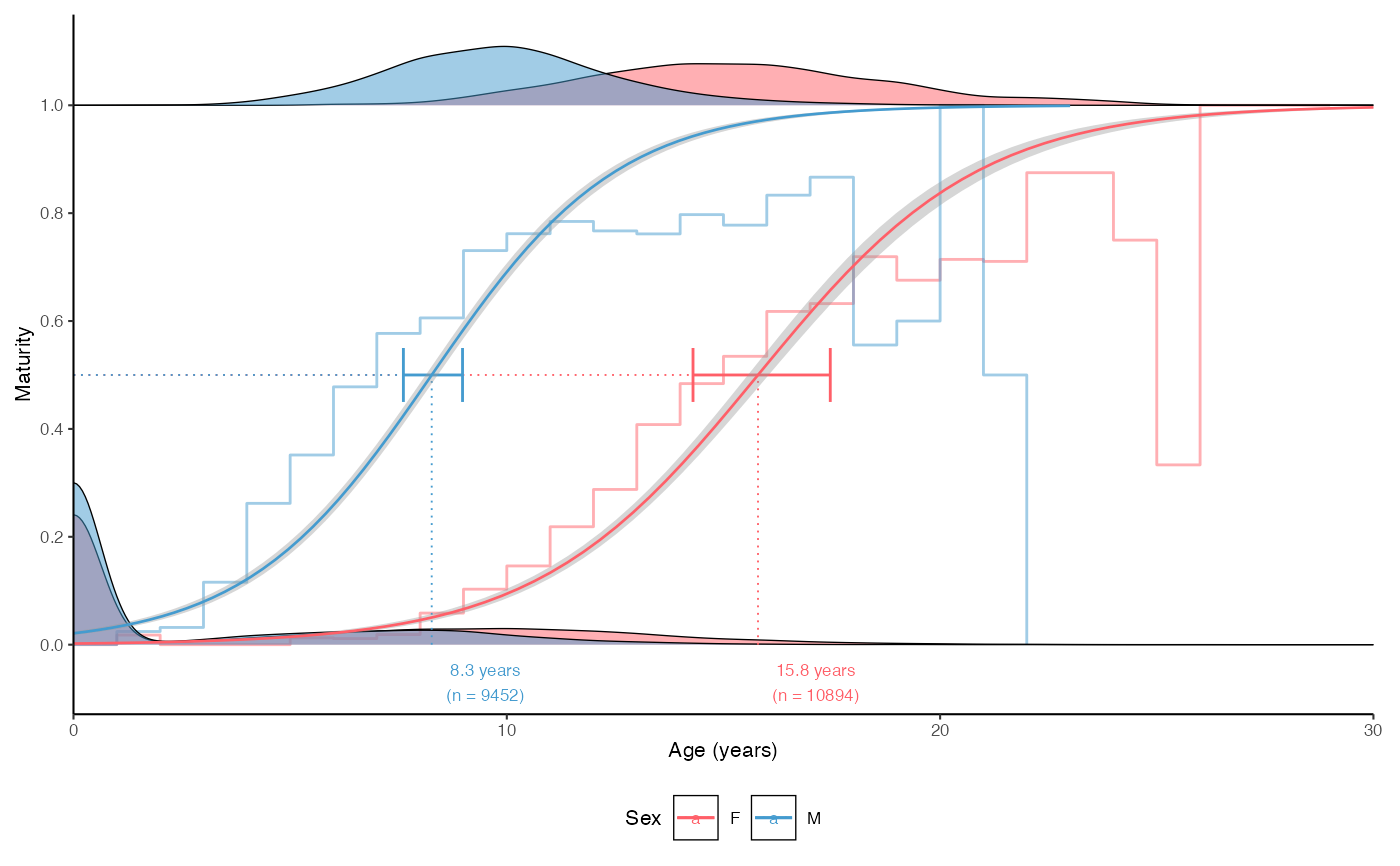 1.0
0.8
0.6
0.4
0.2
0.0
Maturity
8.3 years
(n = 9452)
15.8 years
(n = 10894)
0 10 20 30
Age (years)
Sex a F a M